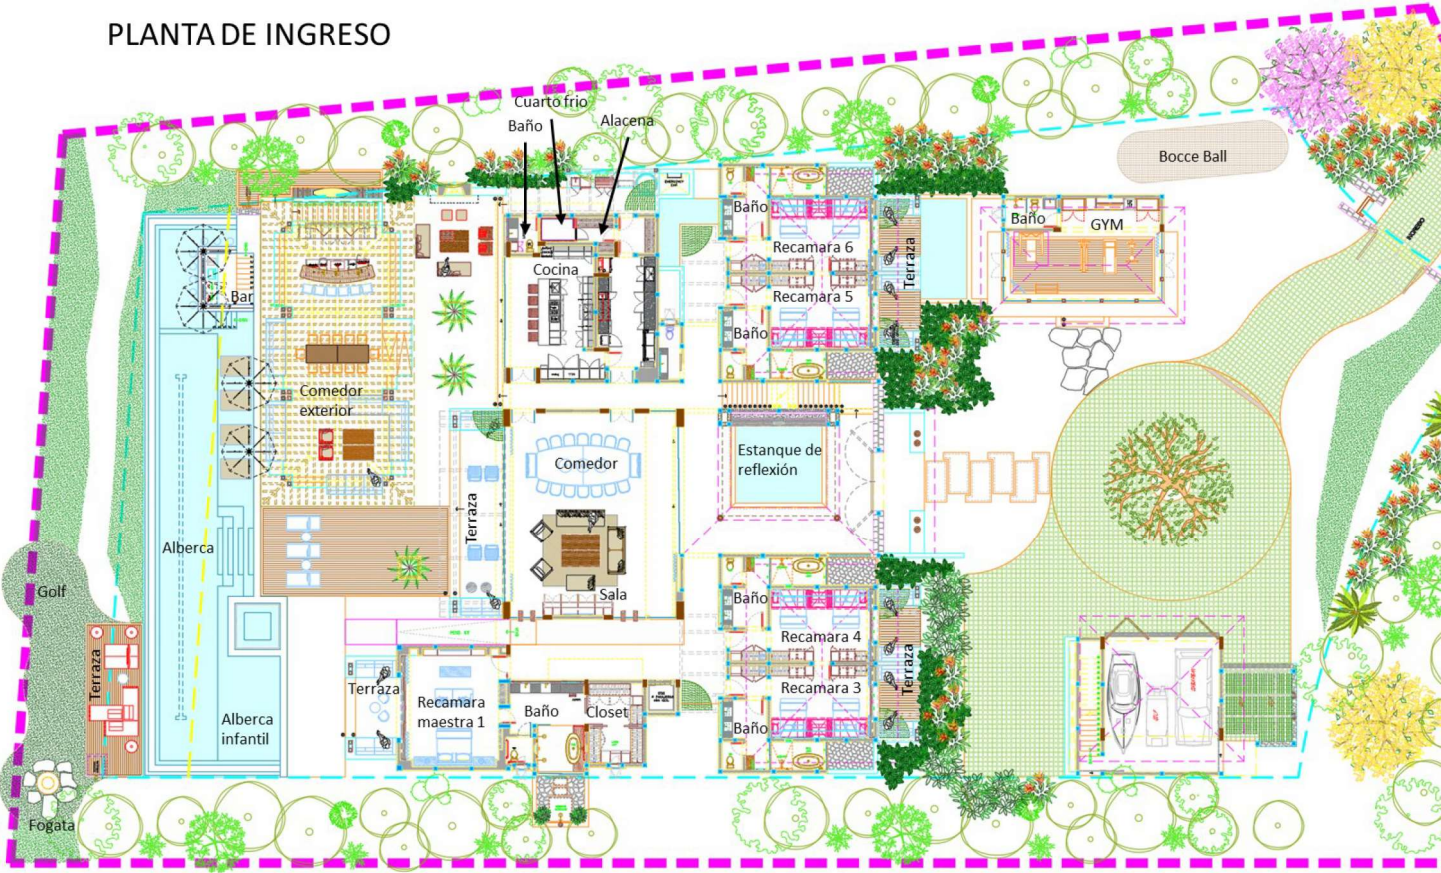 PLANTA DE INGRESO
Cuarto frio
Baño
Alacena
Bocce Ball
Baño
Recamara 6
Terraza
Baño
GYM
Cocina
Bar
Recamara 5
Baño
Comedor
exterior
Comedor
Estanque de
reflexión
Terraza
Alberca
Golf
Sala
Baño
Recamara 4
Terraza
Recamara 3
Baño
Terraza
Terraza
Recamara
maestra 1
Baño
Closet
Alberca
infantil
Fogata